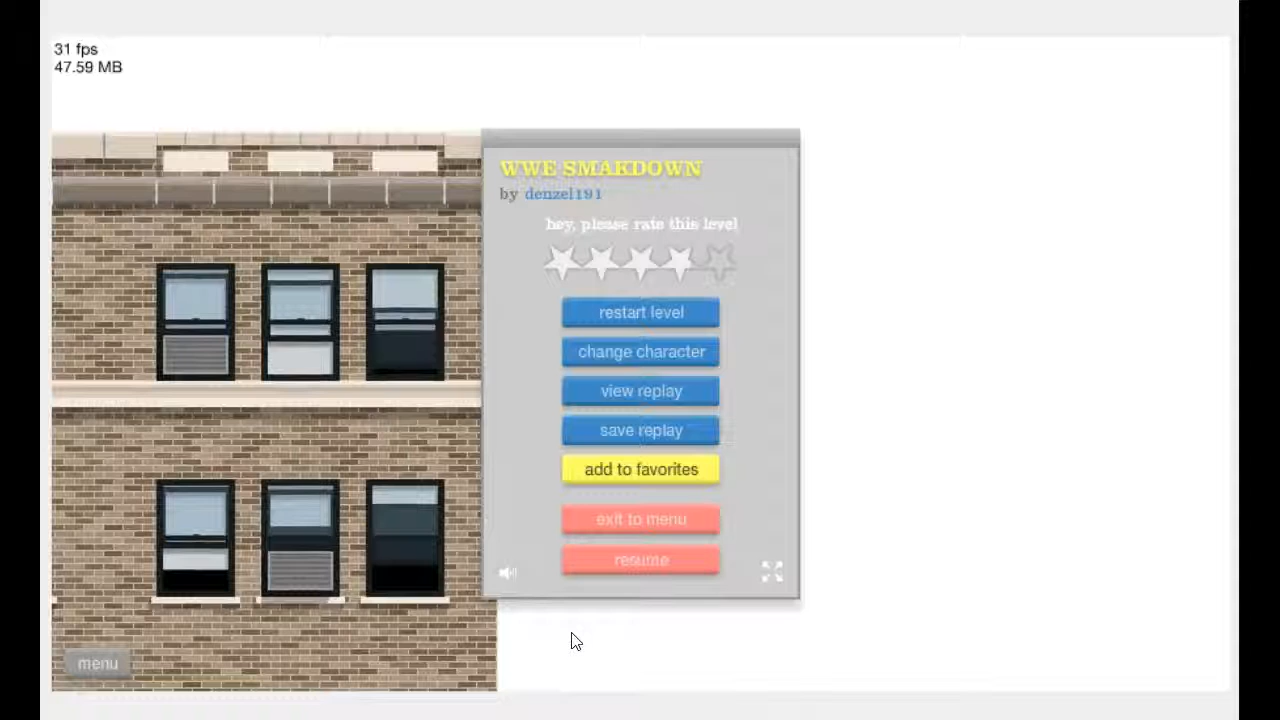 31 fps
47.59 MB
WWE SMAKDOWN
by denzel191
hey, please rate this level
restart level
change character
view replay
save replay
add to favorites
exit to menu
resume
menu